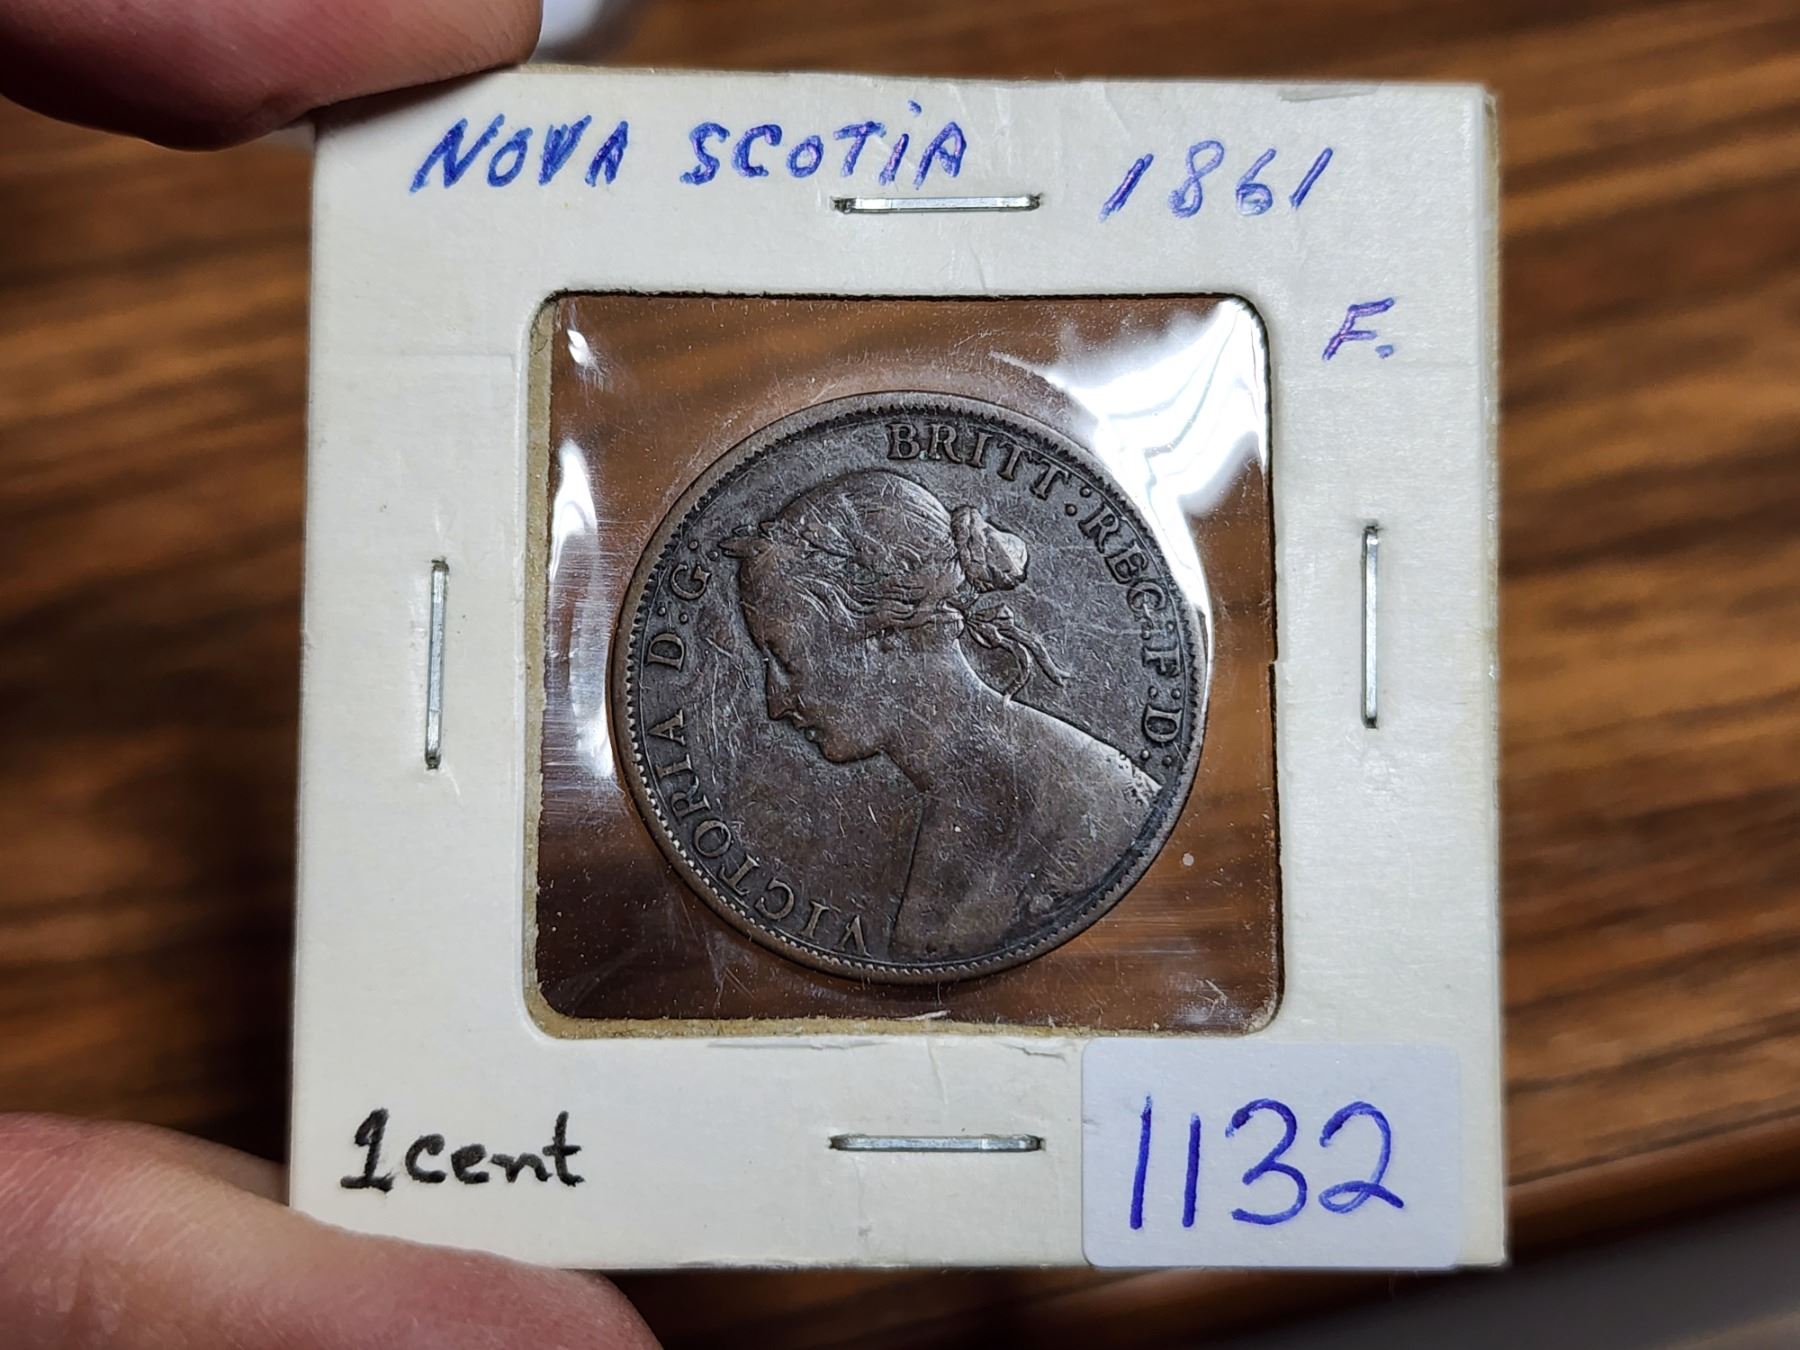 NOVA SCOTIA 1861
F.
VICTORIA D:G: BRITT:REG:F:D:
1cent
1132